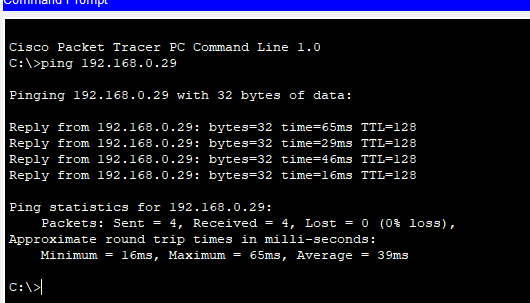 Command Prompt
Cisco Packet Tracer PC Command Line 1.0
C:\>ping 192.168.0.29
Pinging 192.168.0.29 with 32 bytes of data:
Reply from 192.168.0.29: bytes=32 time=65ms TTL=128
Reply from 192.168.0.29: bytes=32 time=29ms TTL=128
Reply from 192.168.0.29: bytes=32 time=46ms TTL=128
Reply from 192.168.0.29: bytes=32 time=16ms TTL=128
Ping statistics for 192.168.0.29:
Packets: Sent = 4, Received = 4, Lost = 0 (0% loss),
Approximate round trip times in milli-seconds:
Minimum = 16ms, Maximum = 65ms, Average = 39ms
C:\>